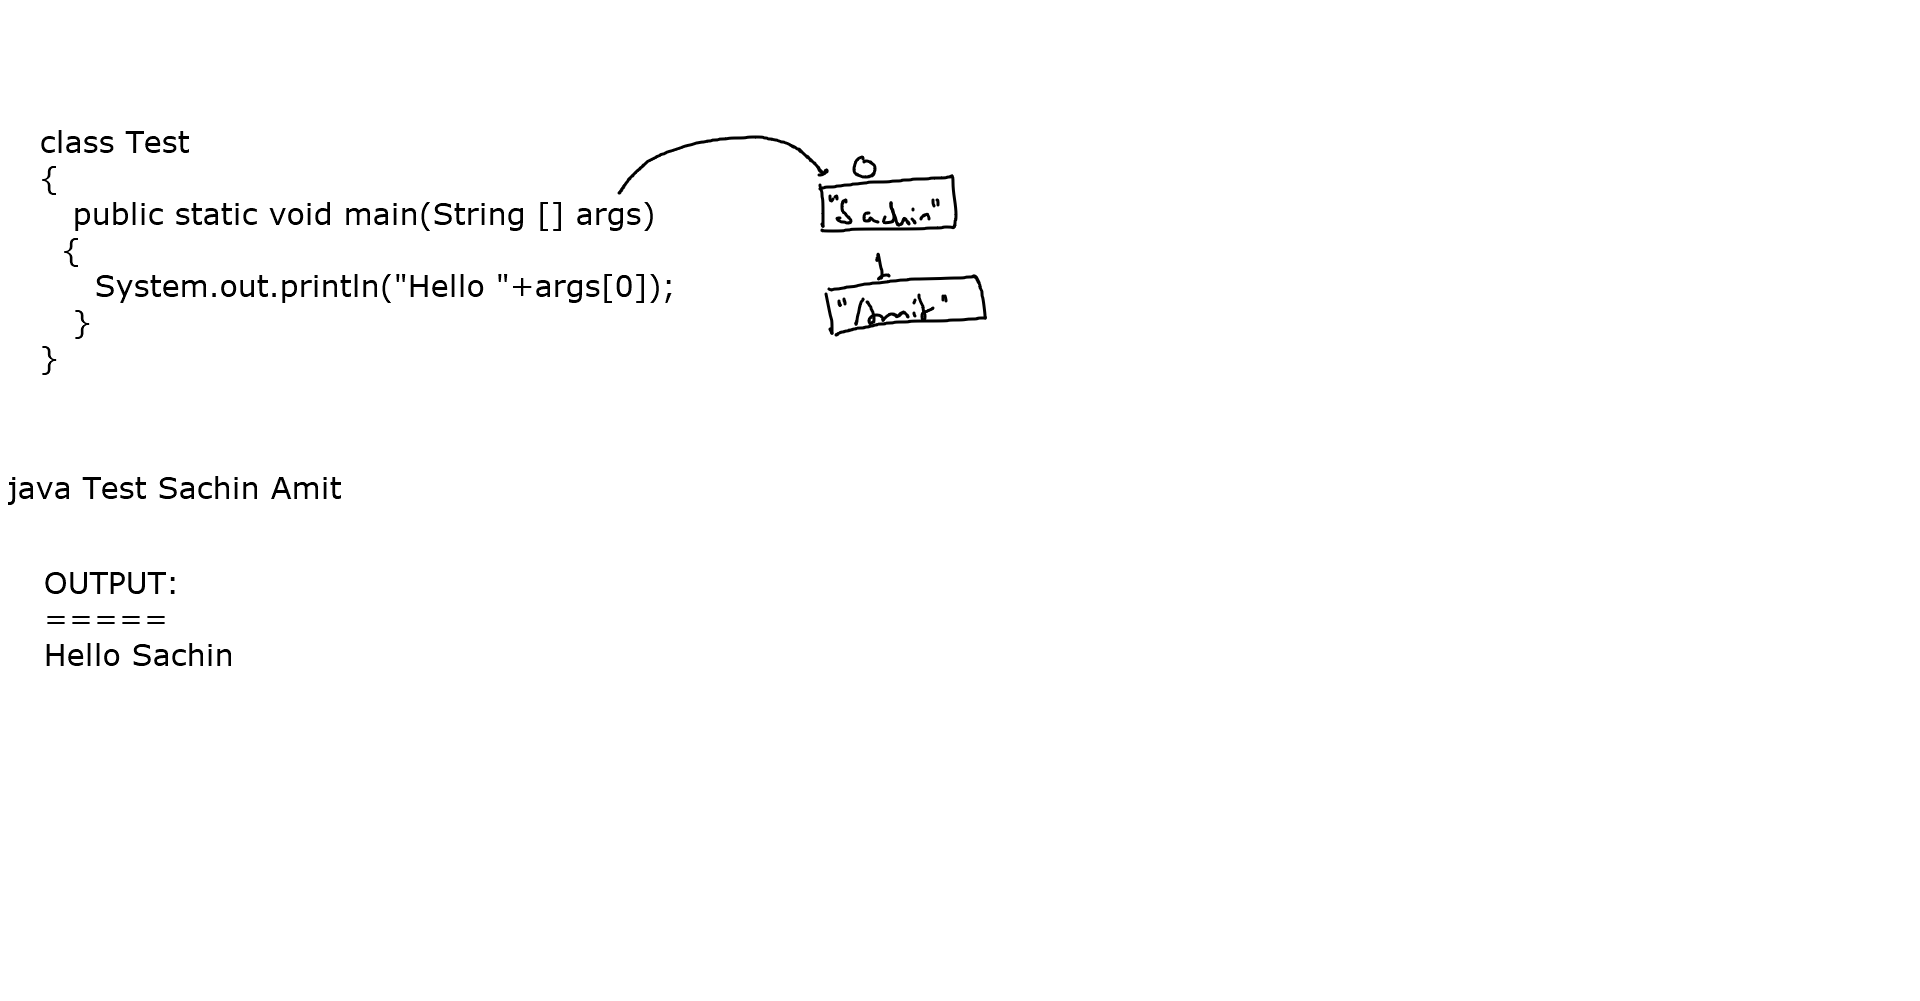 class Test
{
public static void main(String [] args)
{
System.out.println("Hello "+args[0]);
}
}
0
"Sachin"
1
"Amit"
java Test Sachin Amit
OUTPUT:
=====
Hello Sachin